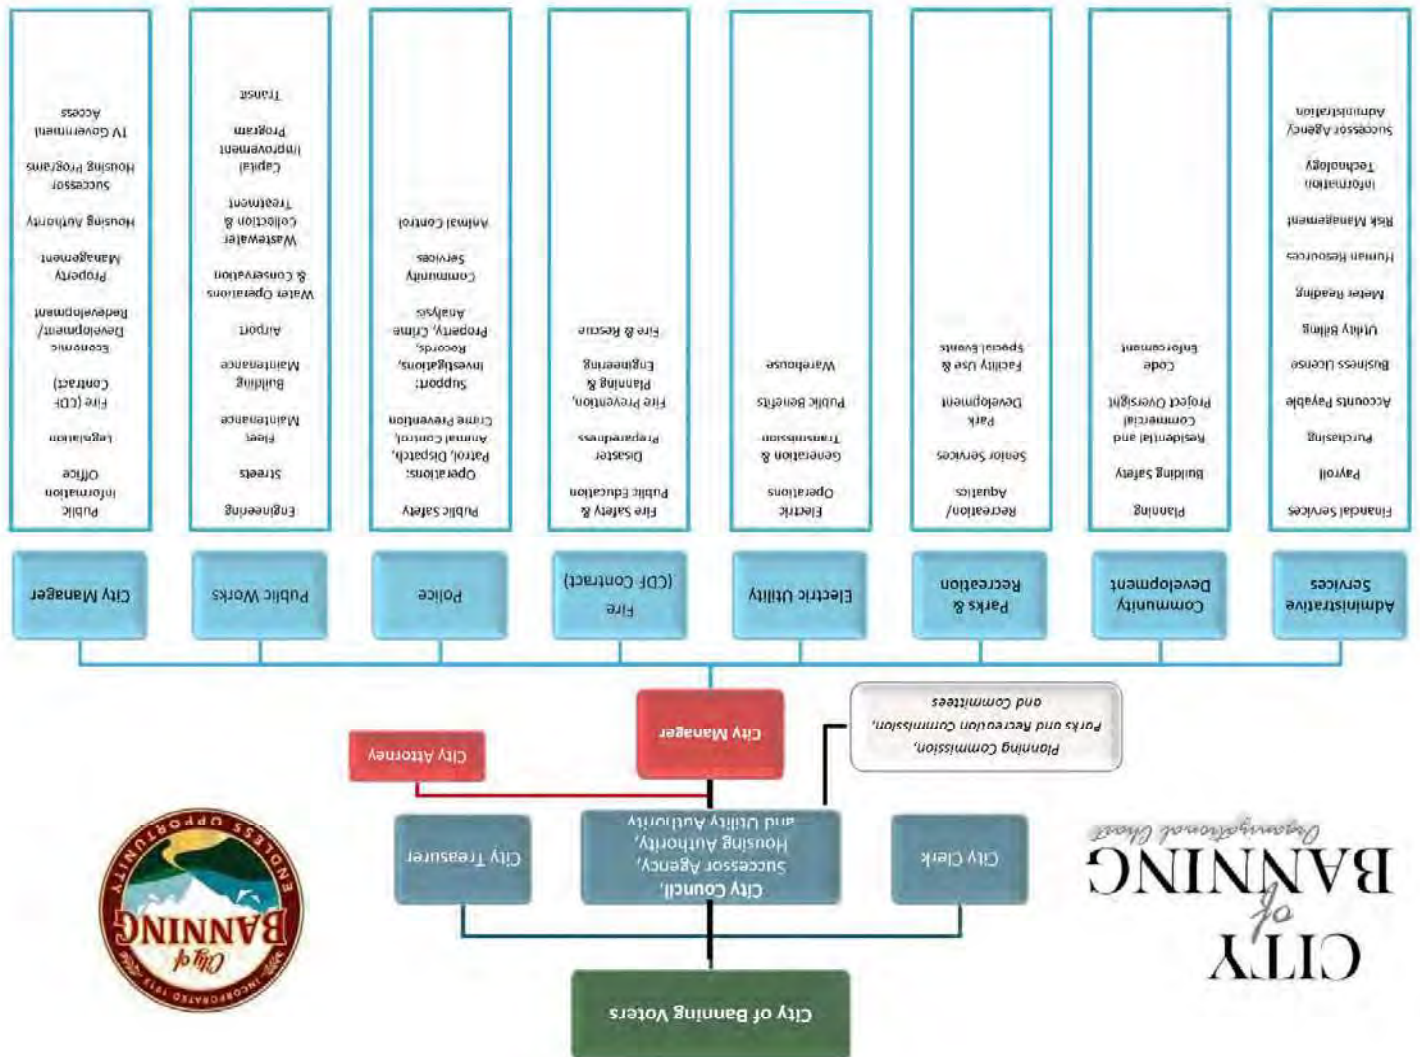 City of Banning Voters
CITY
of
BANNING
Organizational Chart
INCORPORATED 1913
City of
BANNING
ENDLESS OPPORTUNITY
City Clerk
City Council,
Successor Agency,
Housing Authority,
and Utility Authority
City Treasurer
Planning Commission,
Parks and Recreation Commission,
and Committees
City Manager
City Attorney
Administrative
Services
Financial Services
Payroll
Purchasing
Accounts Payable
Business License
Utility Billing
Meter Reading
Human Resources
Risk Management
Information
Technology
Successor Agency
Administration
Community
Development
Planning
Building Safety
Residential and
Commercial
Project Oversight
Code
Enforcement
Parks &
Recreation
Recreation/
Aquatics
Senior Services
Park
Development
Facility Use &
Special Events
Electric Utility
Electric
Operations
Generation &
Transmission
Public Benefits
Warehouse
Fire
(CDF Contract)
Fire Safety &
Public Education
Disaster
Preparedness
Fire Prevention,
Planning &
Engineering
Fire & Rescue
Police
Public Safety
Operations:
Patrol, Dispatch,
Animal Control,
Crime Prevention
Support:
Investigations,
Records,
Property, Crime
Analysis
Community
Services
Animal Control
Public Works
Engineering
Streets
Fleet
Maintenance
Building
Maintenance
Airport
Water Operations
& Conservation
Wastewater
Collection &
Treatment
Capital
Improvement
Program
Transit
City Manager
Public
Information
Office
Legislation
Fire (CDF
Contract)
Economic
Development/
Redevelopment
Property
Management
Housing Authority
Successor
Housing Programs
TV Government
Access